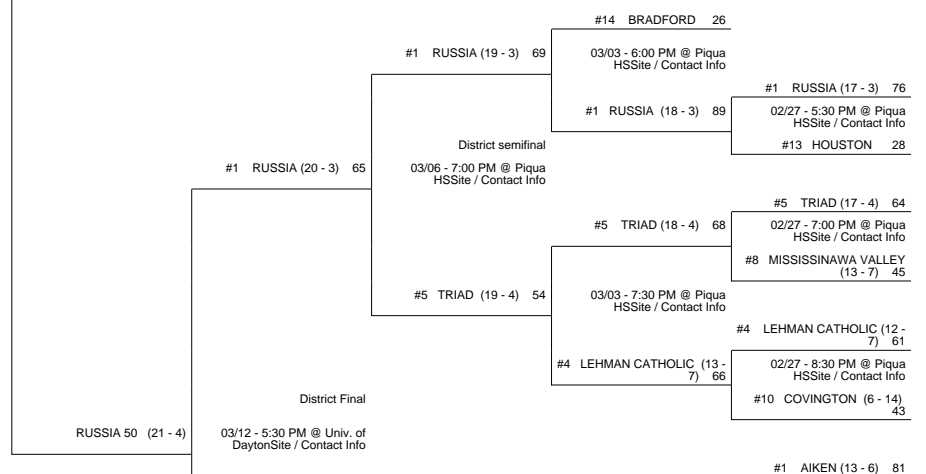 #14 BRADFORD 26
#1 RUSSIA (19 - 3) 69
03/03 - 6:00 PM @ Piqua
HSSite / Contact Info
#1 RUSSIA (17 - 3) 76
#1 RUSSIA (18 - 3) 89
02/27 - 5:30 PM @ Piqua
HSSite / Contact Info
#13 HOUSTON 28
District semifinal
#1 RUSSIA (20 - 3) 65
03/06 - 7:00 PM @ Piqua
HSSite / Contact Info
#5 TRIAD (17 - 4) 64
#5 TRIAD (18 - 4) 68
02/27 - 7:00 PM @ Piqua
HSSite / Contact Info
#8 MISSISSINAWA VALLEY
(13 - 7) 45
#5 TRIAD (19 - 4) 54
03/03 - 7:30 PM @ Piqua
HSSite / Contact Info
#4 LEHMAN CATHOLIC (12 -
7) 61
#4 LEHMAN CATHOLIC (13 -
7) 66
02/27 - 8:30 PM @ Piqua
HSSite / Contact Info
#10 COVINGTON (6 - 14)
43
District Final
RUSSIA 50 (21 - 4)
03/12 - 5:30 PM @ Univ. of
DaytonSite / Contact Info
#1 AIKEN (13 - 6) 81